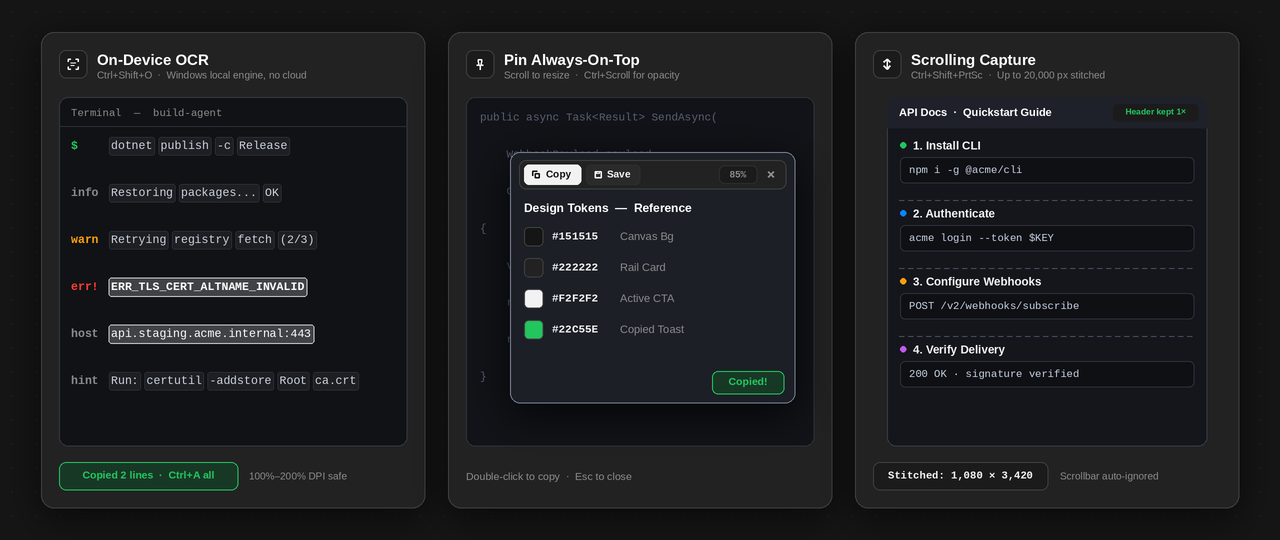 On-Device OCR
Ctrl+Shift+O · Windows local engine, no cloud
Terminal — build-agent
$ dotnet publish -c Release
info Restoring packages... OK
warn Retrying registry fetch (2/3)
err! ERR_TLS_CERT_ALTNAME_INVALID
host api.staging.acme.internal:443
hint Run: certutil -addstore Root ca.crt
Copied 2 lines · Ctrl+A all
100%–200% DPI safe
Pin Always-On-Top
Scroll to resize · Ctrl+Scroll for opacity
public async Task<Result> SendAsync(
{
}
Copy
Save
85%
×
Design Tokens — Reference
#151515 Canvas Bg
#222222 Rail Card
#F2F2F2 Active CTA
#22C55E Copied Toast
Copied!
Double-click to copy · Esc to close
Scrolling Capture
Ctrl+Shift+PrtSc · Up to 20,000 px stitched
API Docs · Quickstart Guide
Header kept 1×
1. Install CLI
npm i -g @acme/cli
2. Authenticate
acme login --token $KEY
3. Configure Webhooks
POST /v2/webhooks/subscribe
4. Verify Delivery
200 OK · signature verified
Stitched: 1,080 × 3,420
Scrollbar auto-ignored